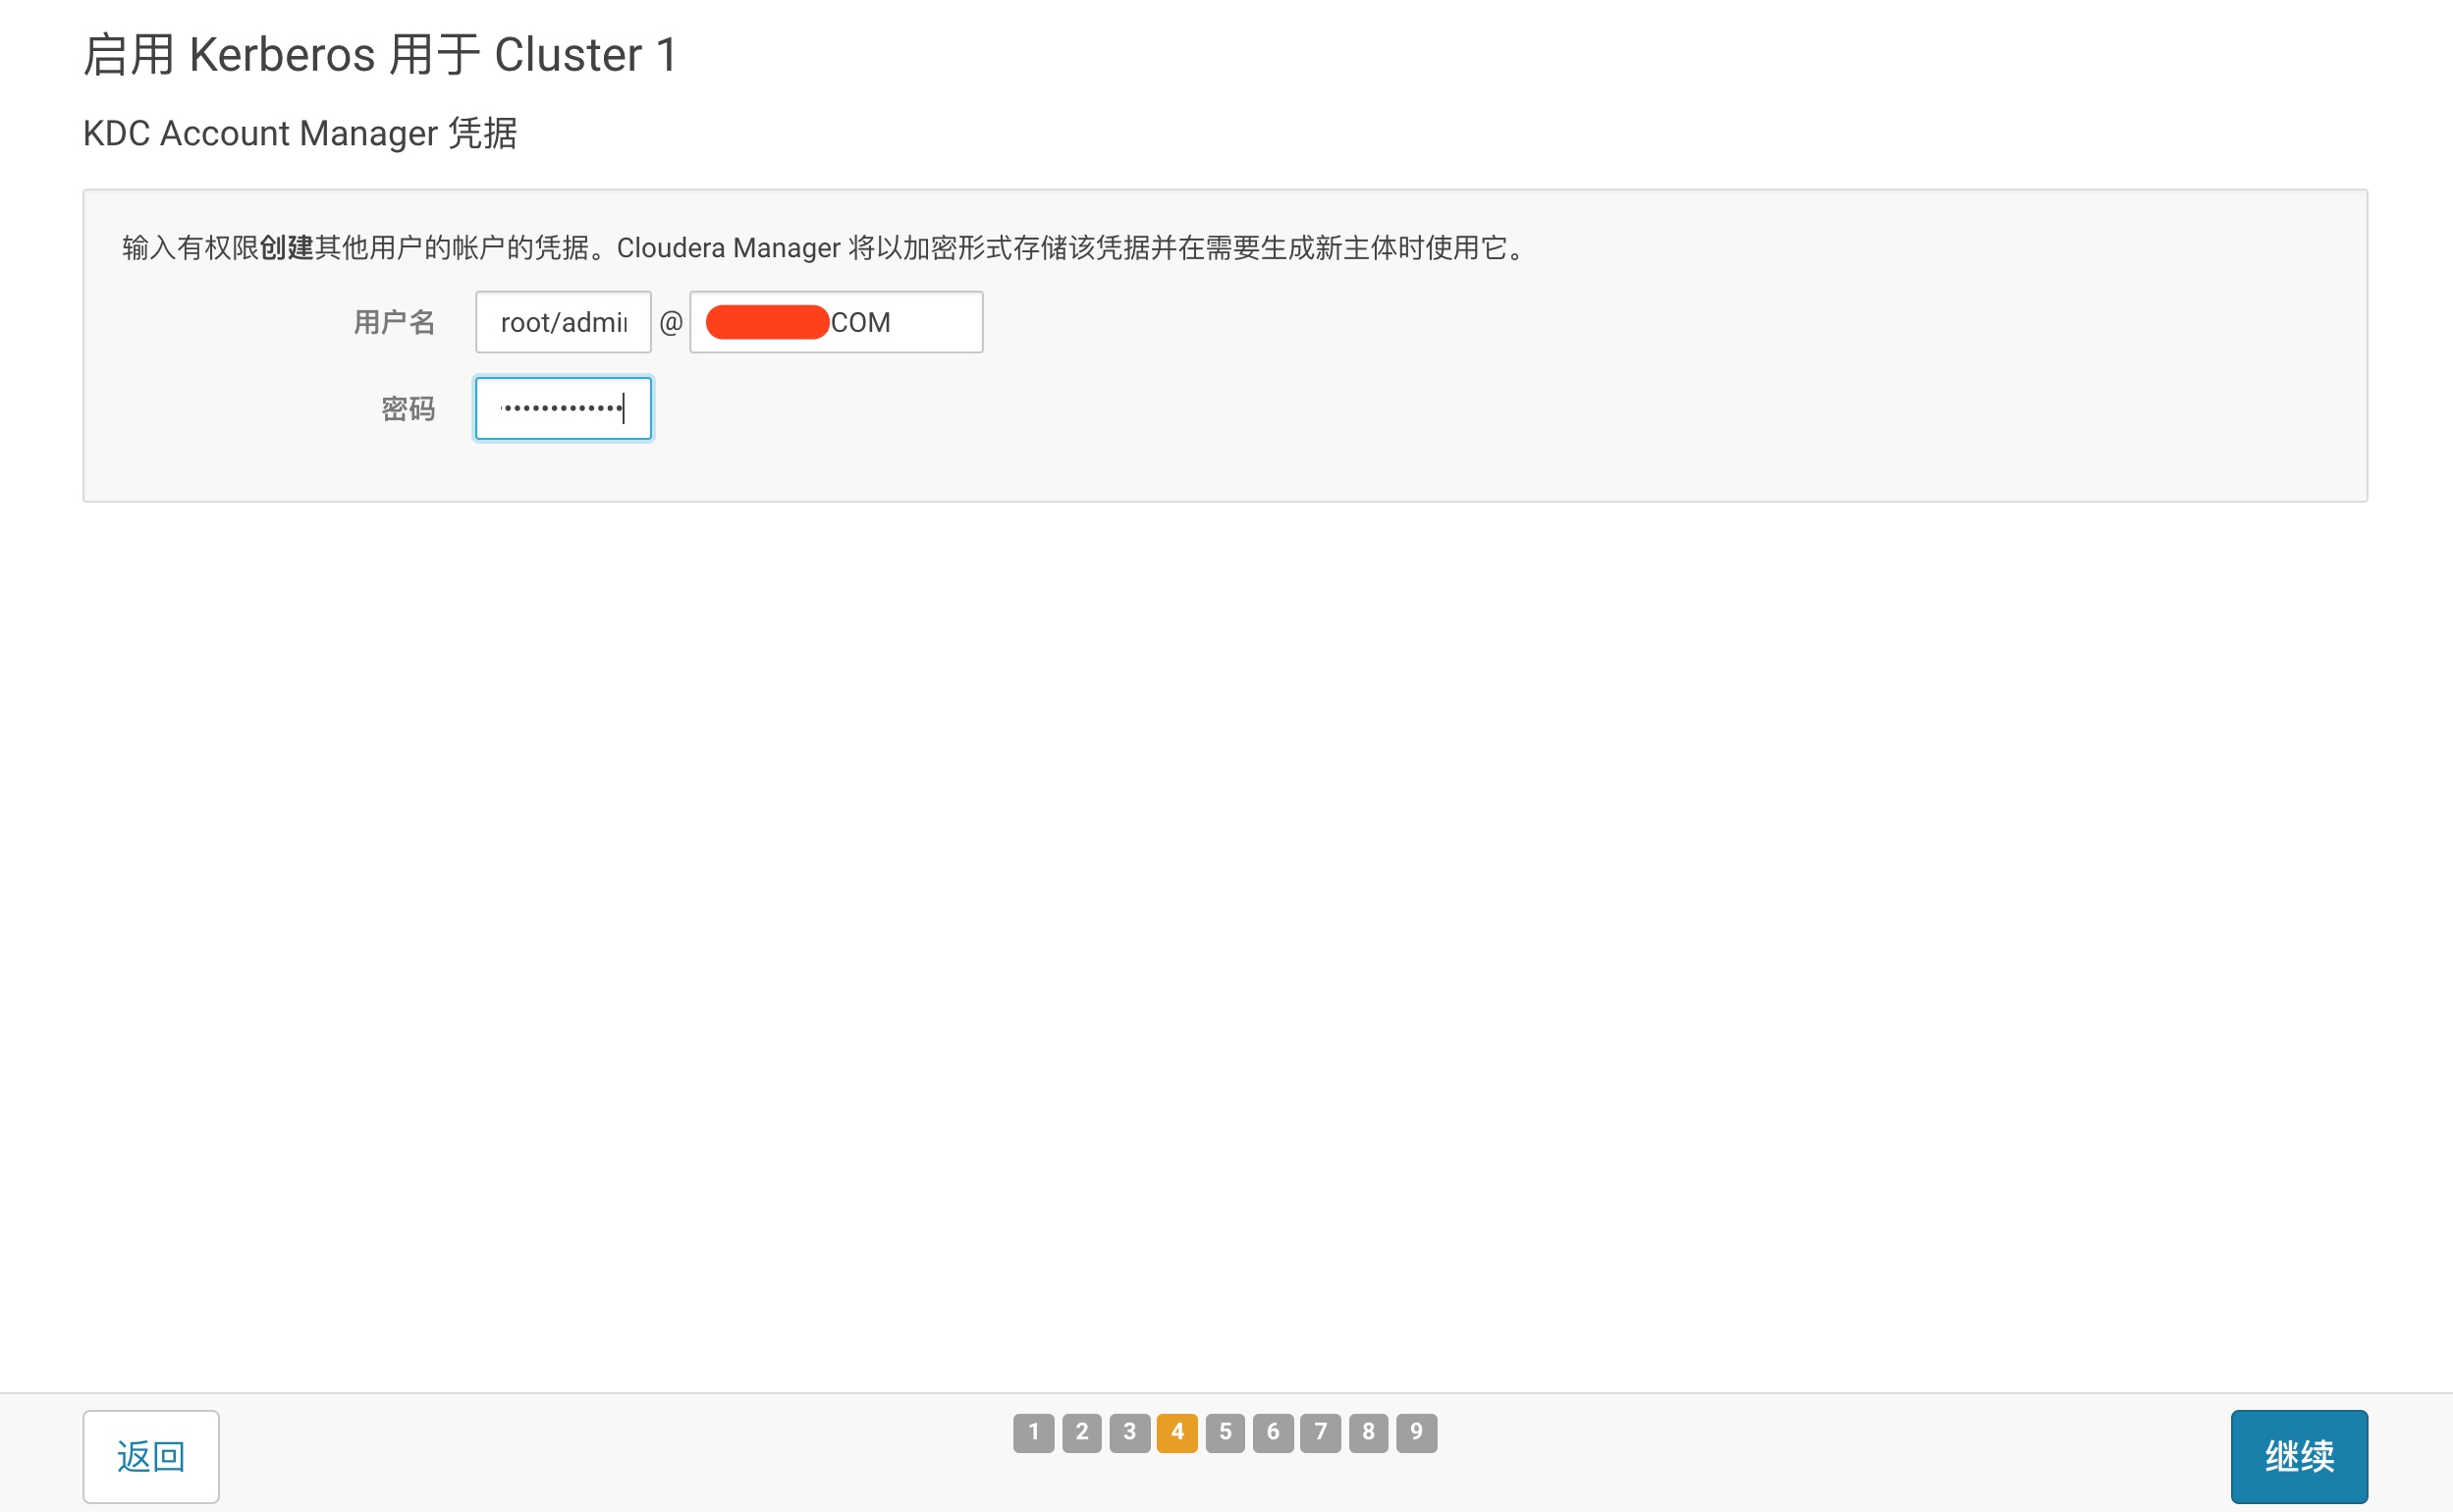 启用 Kerberos 用于 Cluster 1
KDC Account Manager 凭据
输入有权限创建其他用户的帐户的凭据。Cloudera Manager 将以加密形式存储该凭据并在需要生成新主体时使用它。
用户名 root/admin @ COM
密码 •••••••••••••
返回 1 2 3 4 5 6 7 8 9 继续